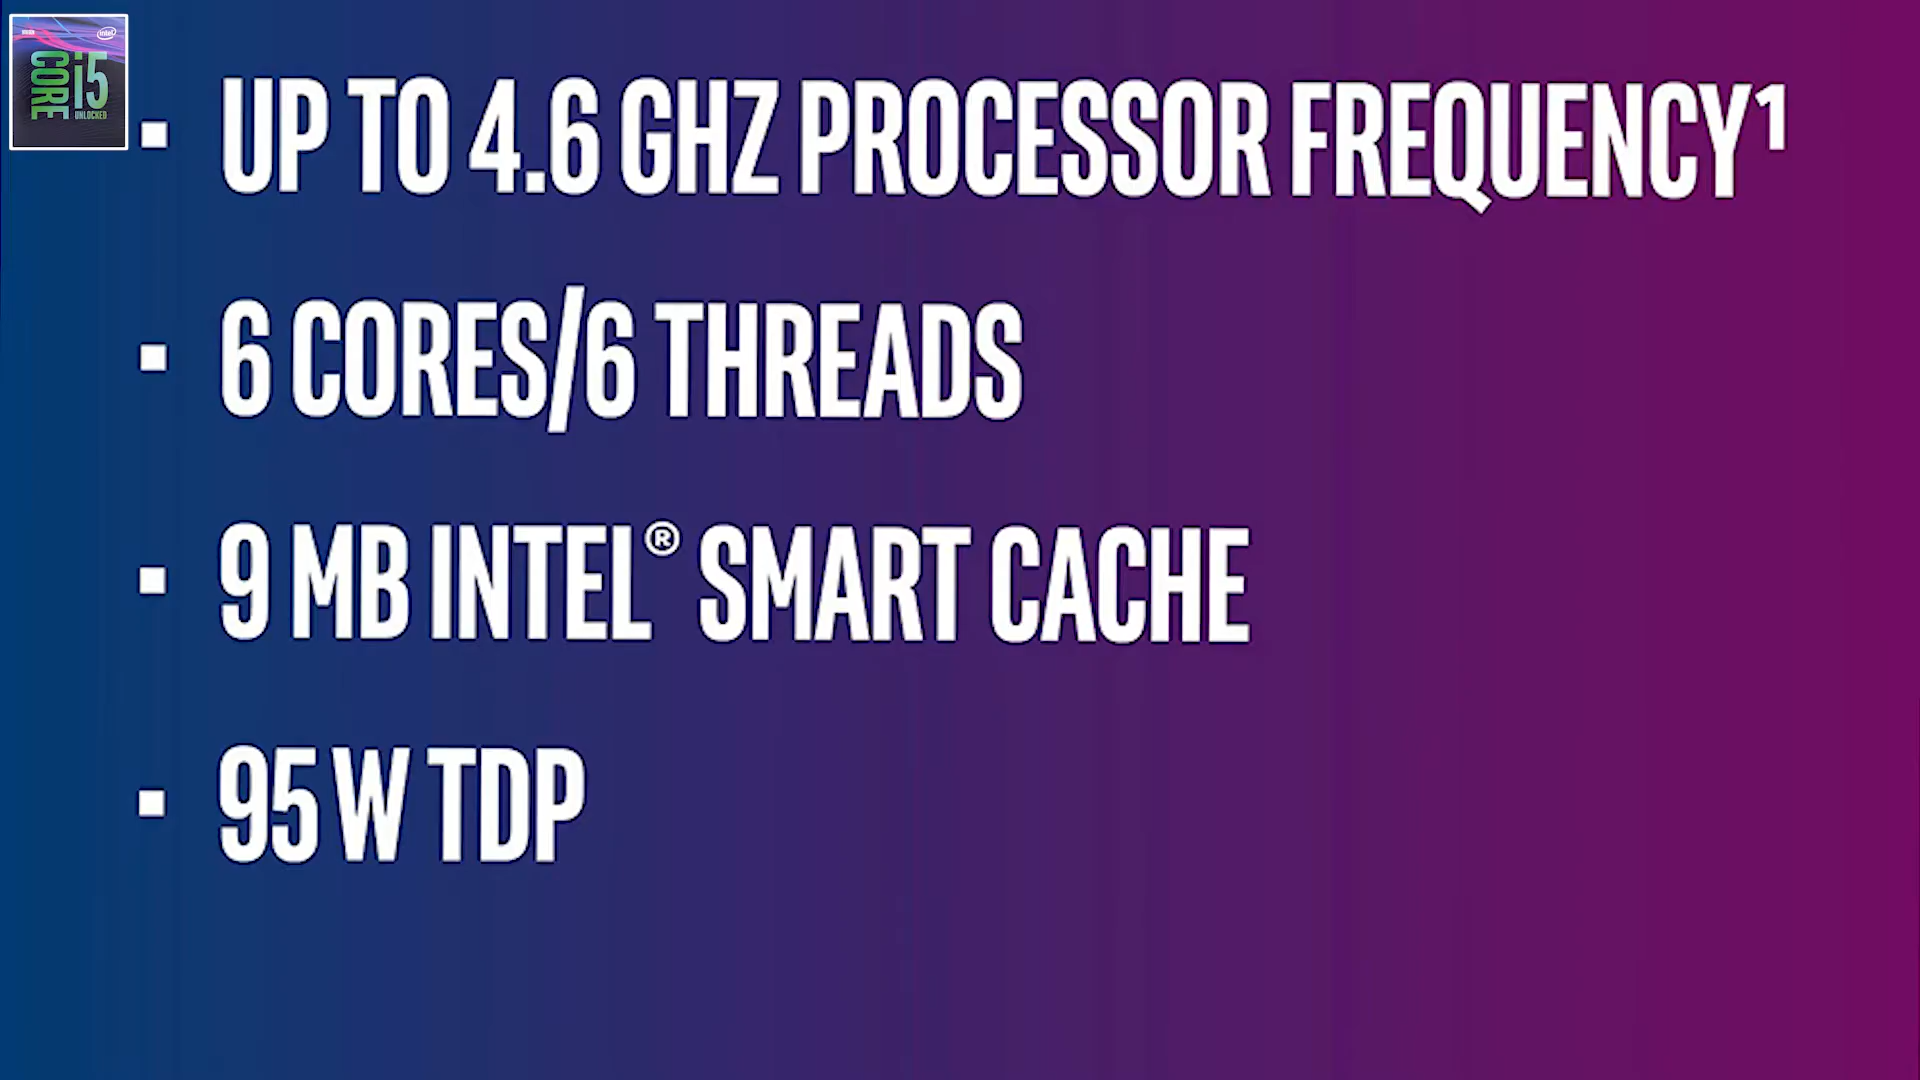 intel
CORE
i5
UNLOCKED
▪ UP TO 4.6 GHZ PROCESSOR FREQUENCY¹
▪ 6 CORES/6 THREADS
▪ 9 MB INTEL® SMART CACHE
▪ 95 W TDP